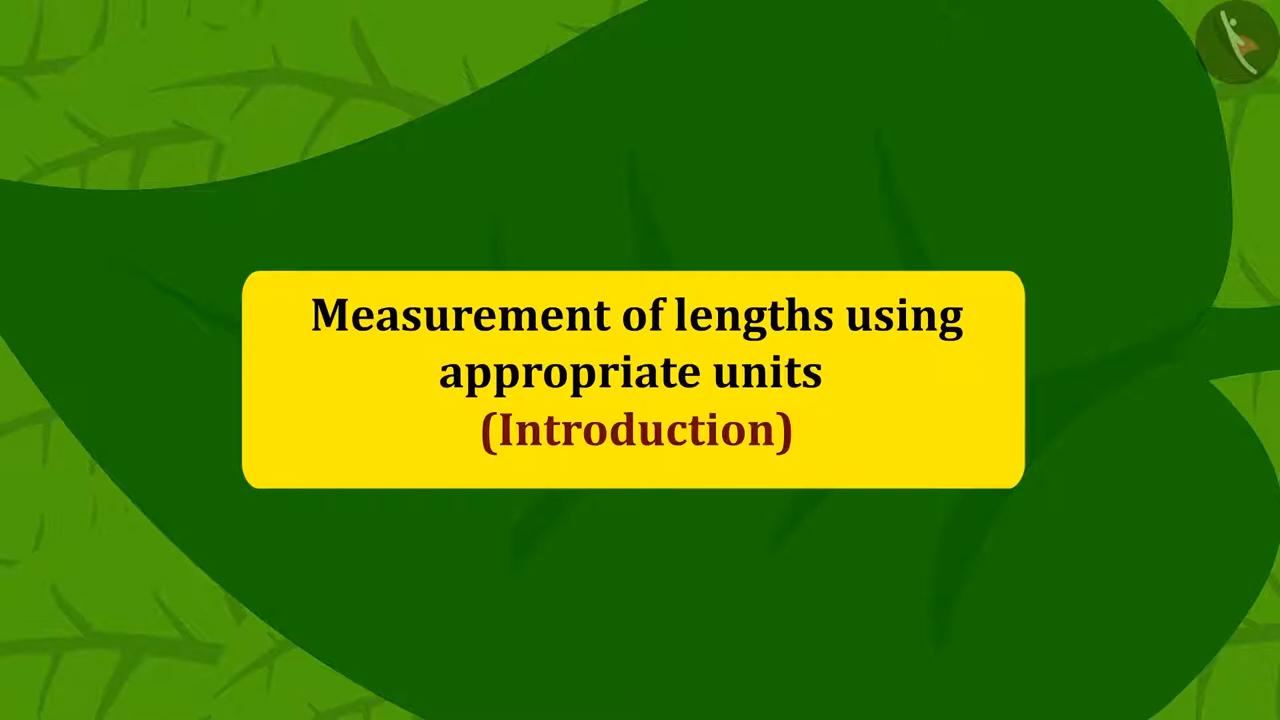 Measurement of lengths using
appropriate units
(Introduction)